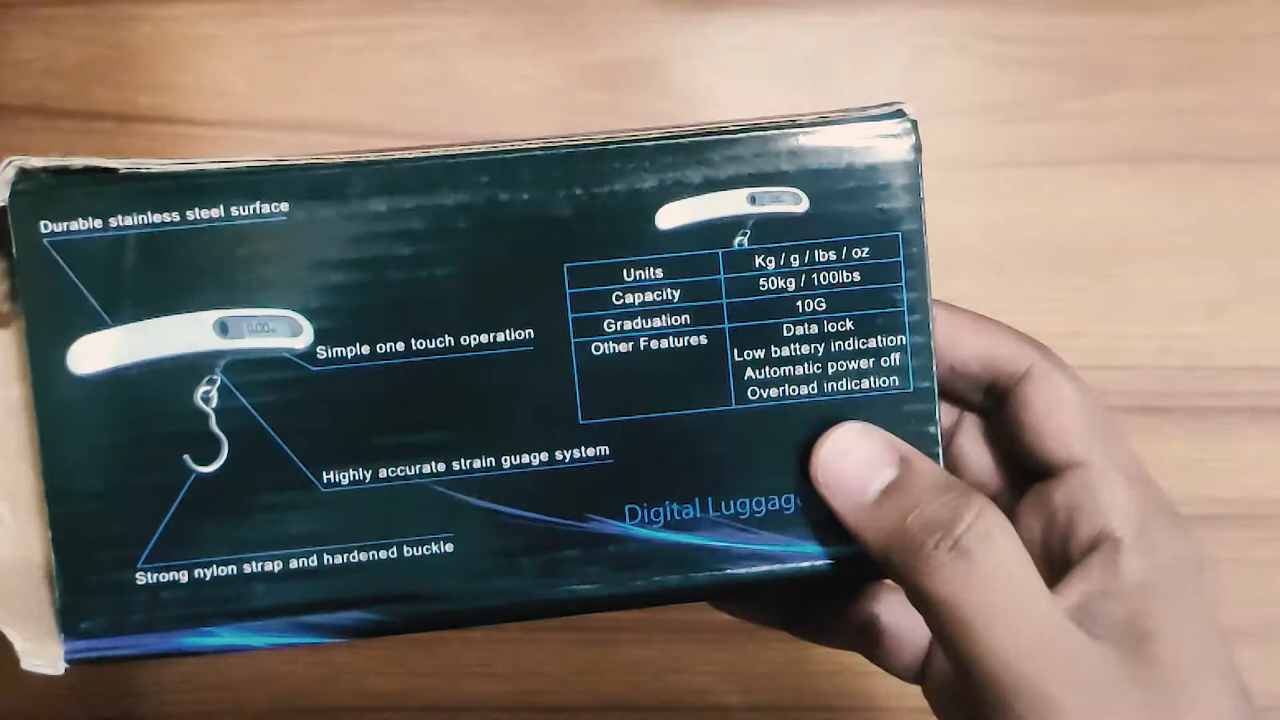 Durable stainless steel surface
Simple one touch operation
Highly accurate strain guage system
Strong nylon strap and hardened buckle
Units Kg / g / lbs / oz
Capacity 50kg / 100lbs
Graduation 10G
Other Features Data lock
Low battery indication
Automatic power off
Overload indication
Digital Luggag